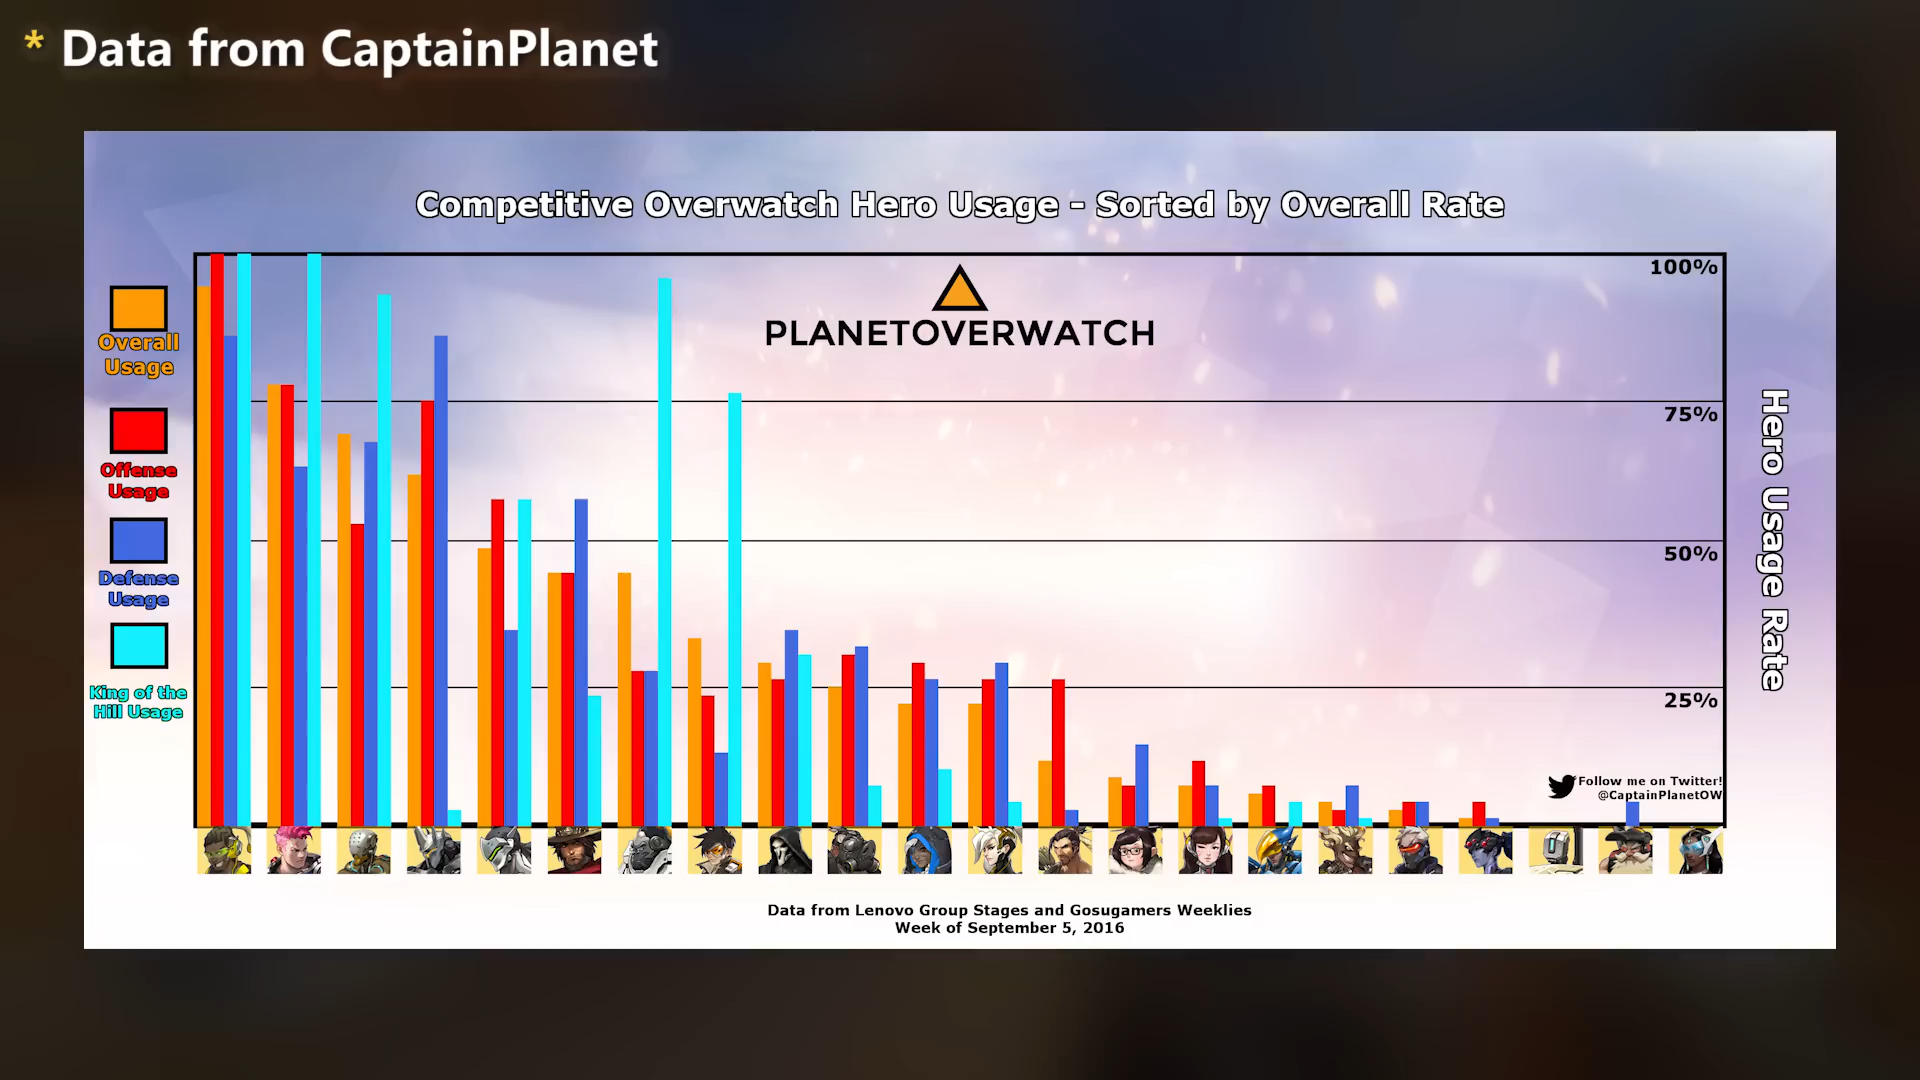 * Data from CaptainPlanet
Competitive Overwatch Hero Usage - Sorted by Overall Rate
PLANETOVERWATCH
100%
75%
50%
25%
Overall
Usage
Offense
Usage
Defense
Usage
King of the
Hill Usage
Hero Usage Rate
Follow me on Twitter!
@CaptainPlanetOW
Data from Lenovo Group Stages and Gosugamers Weeklies
Week of September 5, 2016